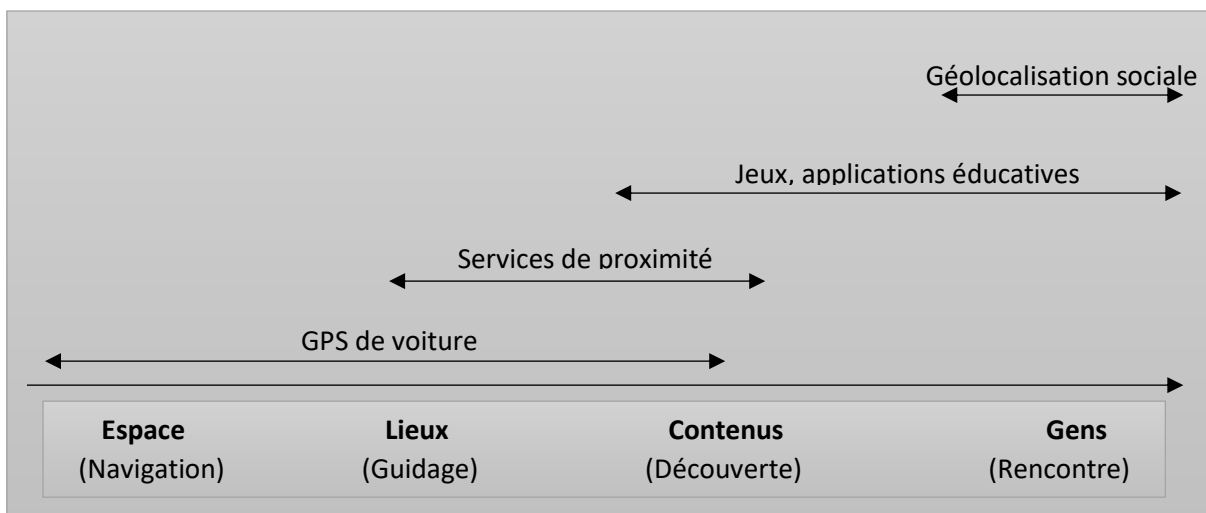 Géolocalisation sociale
Jeux, applications éducatives
Services de proximité
GPS de voiture
Espace Lieux Contenus Gens
(Navigation) (Guidage) (Découverte) (Rencontre)